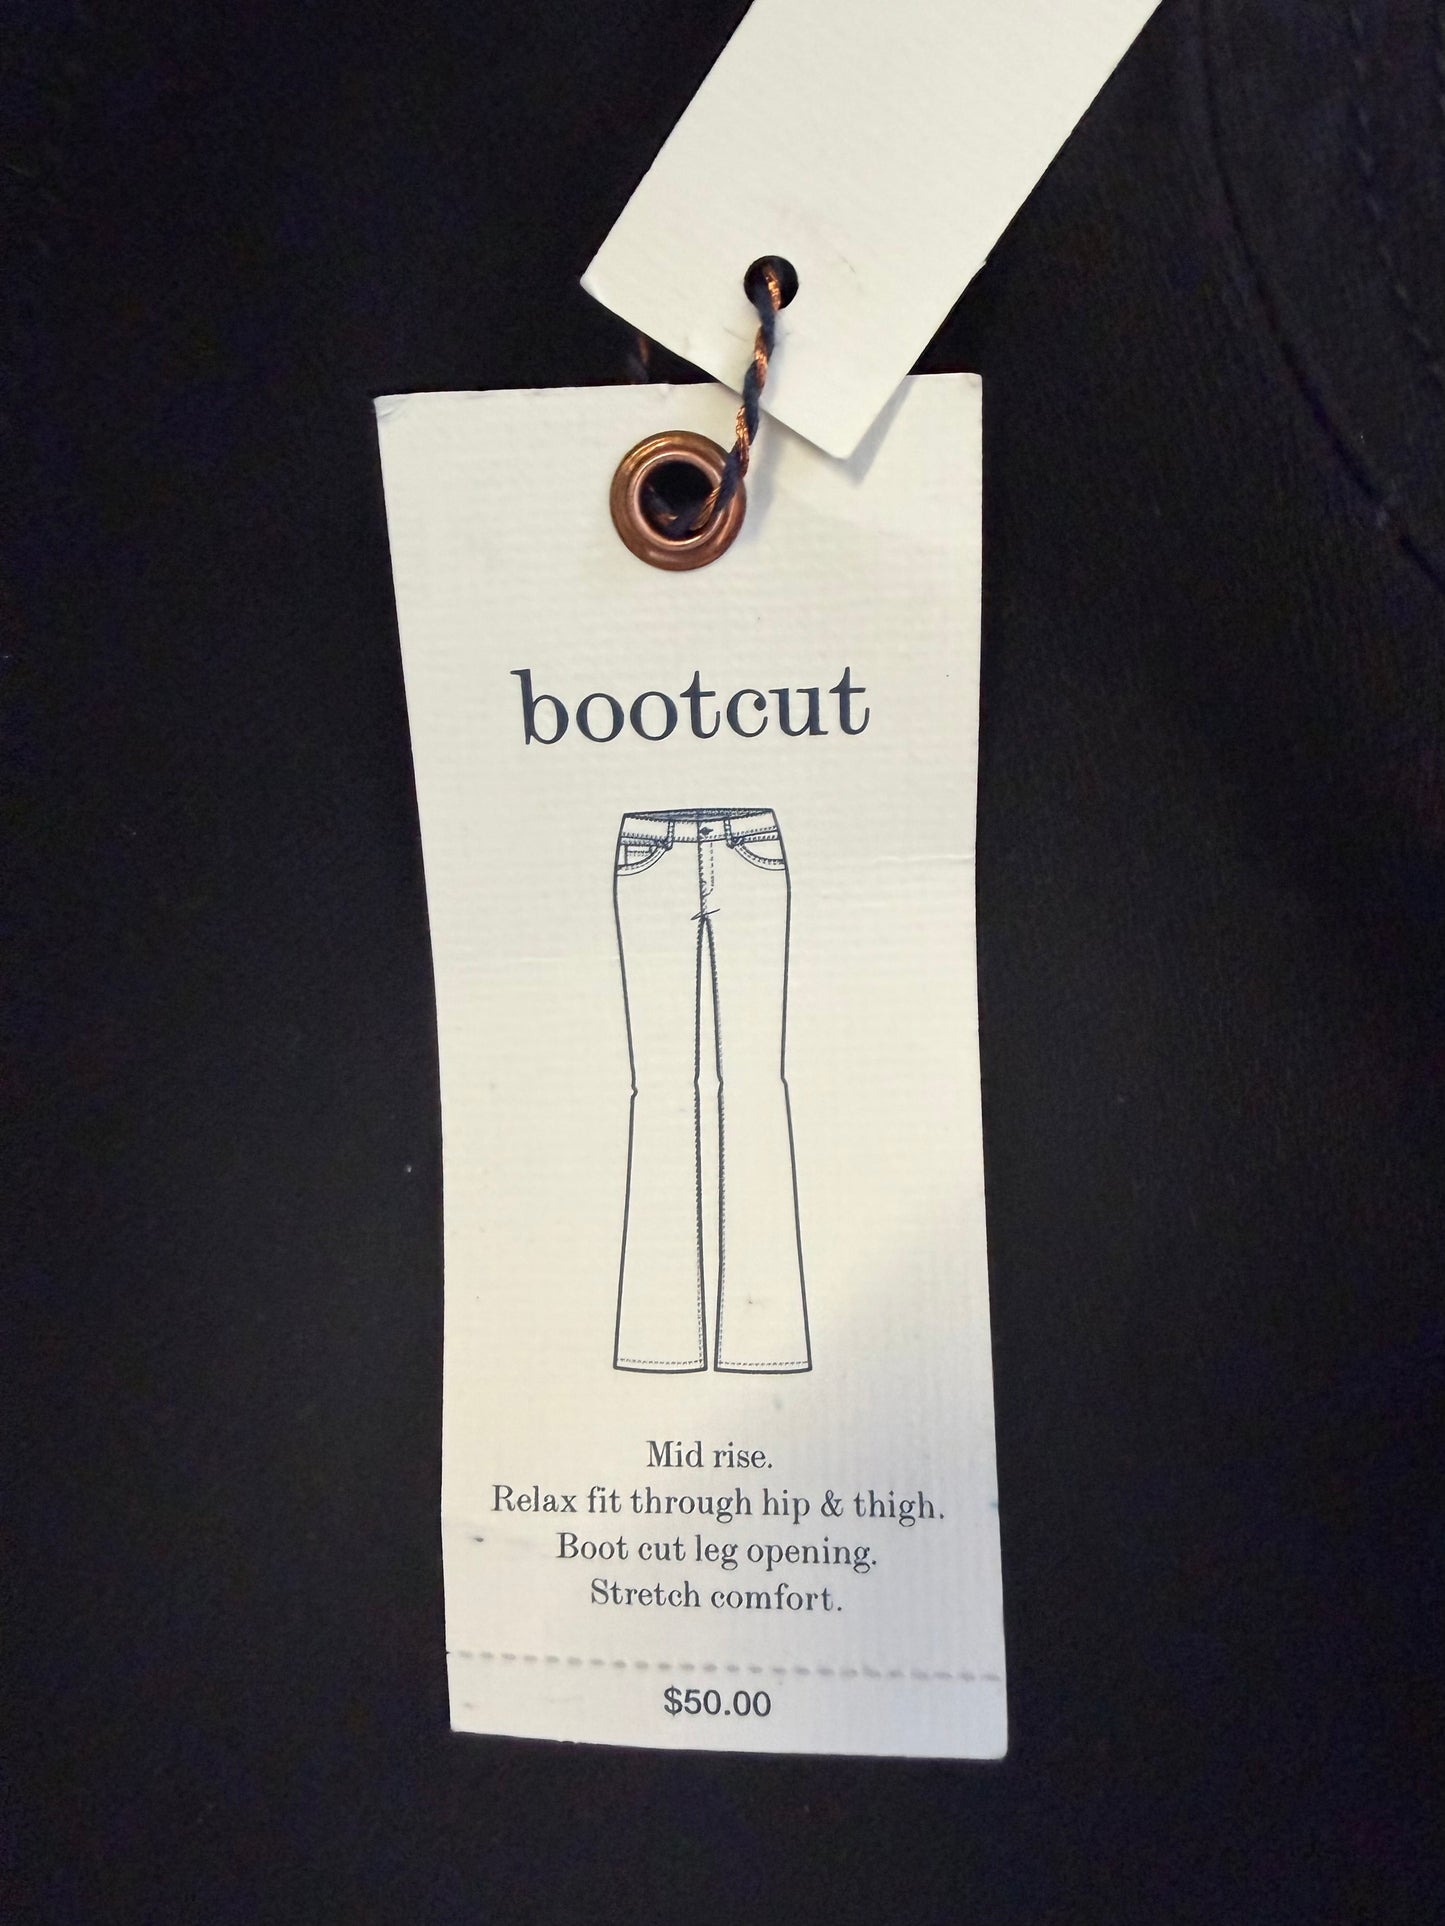 bootcut
Mid rise.
Relax fit through hip & thigh.
Boot cut leg opening.
Stretch comfort.
$50.00